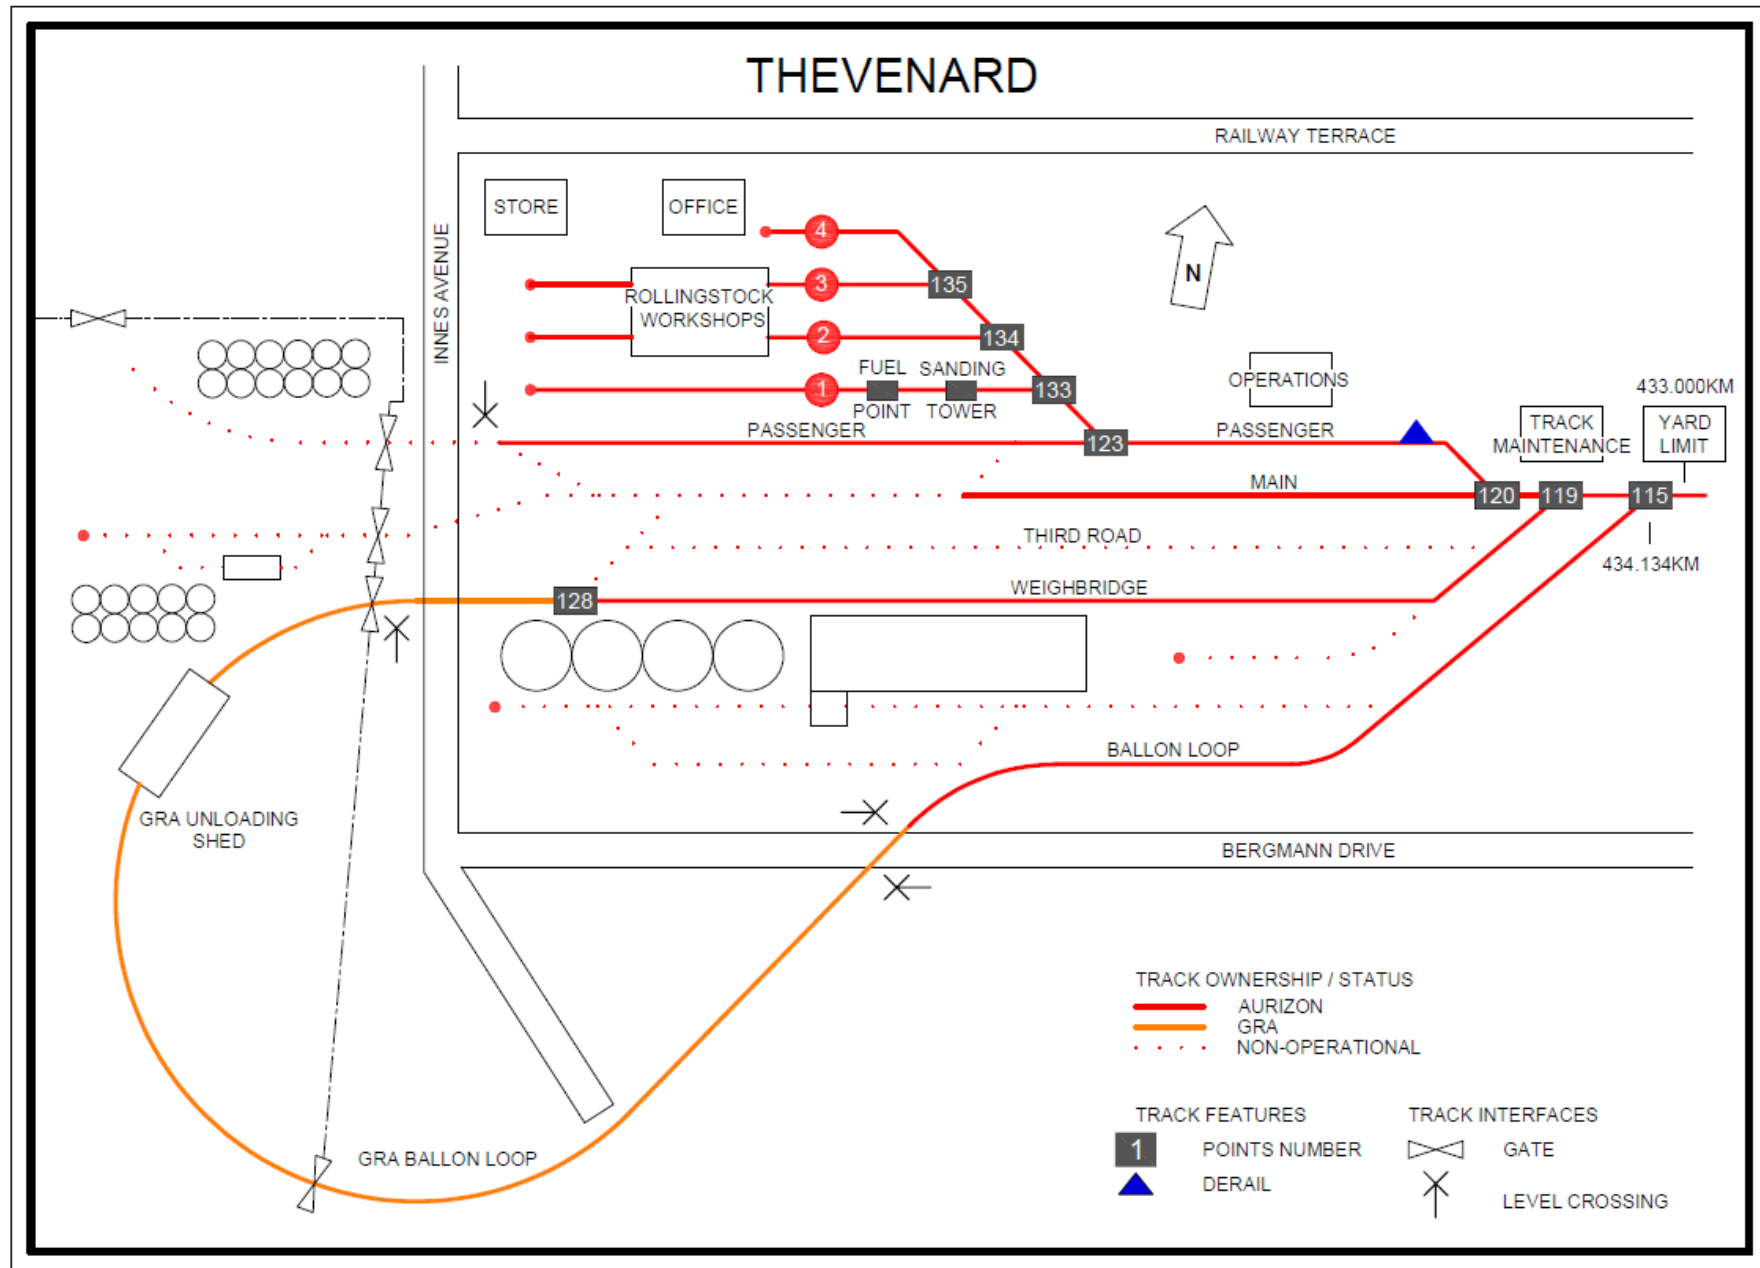 THEVENARD
RAILWAY TERRACE
STORE
OFFICE
INNES AVENUE
4
3
2
1
ROLLINGSTOCK
WORKSHOPS
135
134
133
FUEL
POINT
SANDING
TOWER
N
OPERATIONS
433.000KM
TRACK
MAINTENANCE
YARD
LIMIT
PASSENGER
123
PASSENGER
MAIN
120
119
115
434.134KM
THIRD ROAD
128
WEIGHBRIDGE
BALLON LOOP
GRA UNLOADING
SHED
BERGMANN DRIVE
GRA BALLON LOOP
TRACK OWNERSHIP / STATUS
AURIZON
GRA
NON-OPERATIONAL
TRACK FEATURES
1 POINTS NUMBER
DERAIL
TRACK INTERFACES
GATE
LEVEL CROSSING